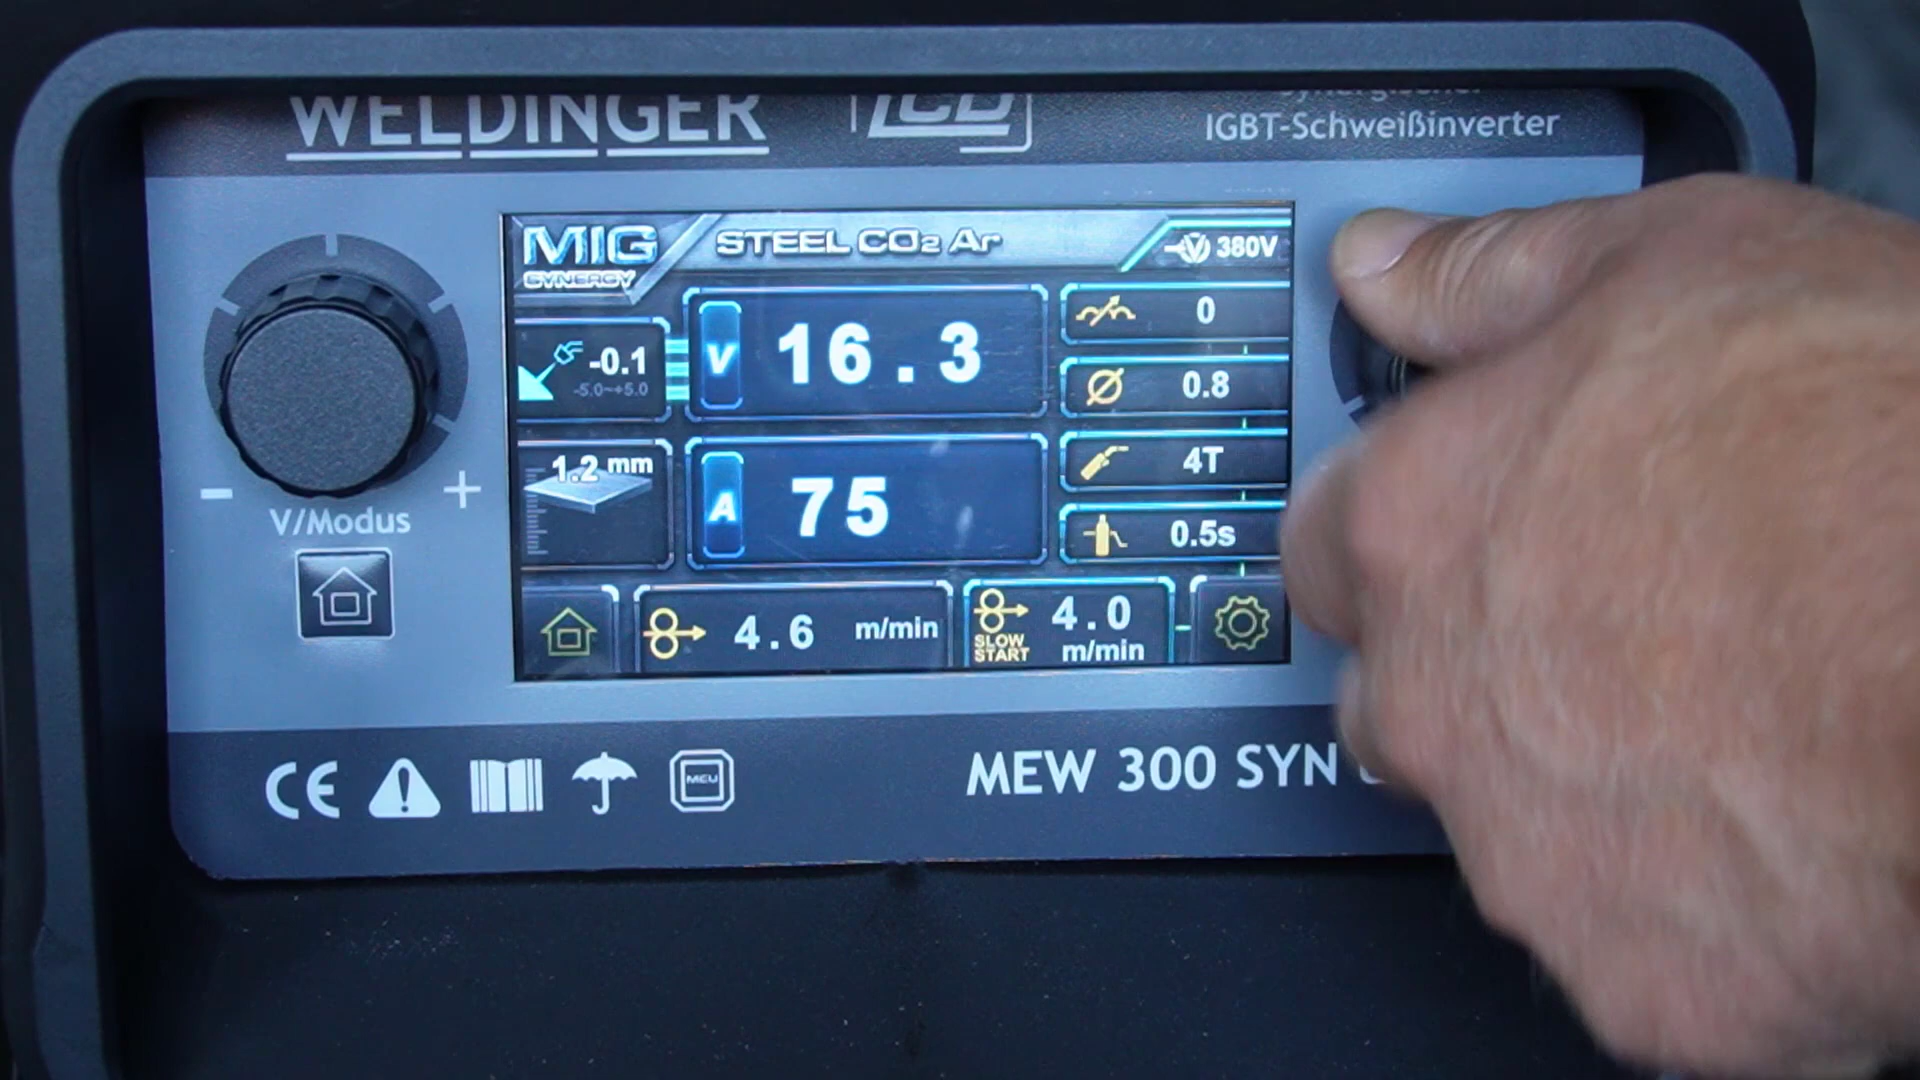 WELDINGER
LCD
IGBT-Schweißinverter
MIG
SYNERGY
STEEL CO2 Ar
V 380V
-0.1
-5.0~+5.0
V 16.3
0
0.8
1.2 mm
A 75
4T
0.5s
4.6 m/min
SLOW
START
4.0
m/min
- +
V/Modus
CE
MCU
MEW 300 SYN